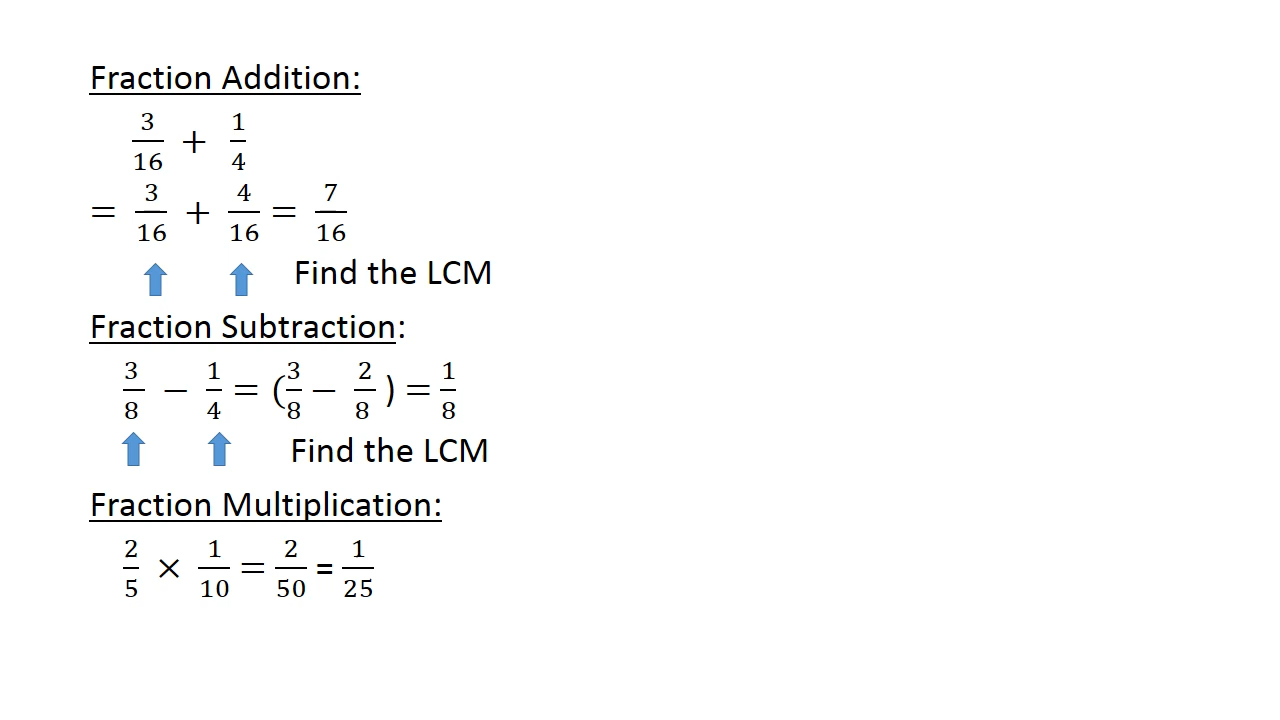 Fraction Addition:
3/16 + 1/4
= 3/16 + 4/16 = 7/16
Find the LCM
Fraction Subtraction:
3/8 − 1/4 = (3/8 − 2/8) = 1/8
Find the LCM
Fraction Multiplication:
2/5 × 1/10 = 2/50 = 1/25